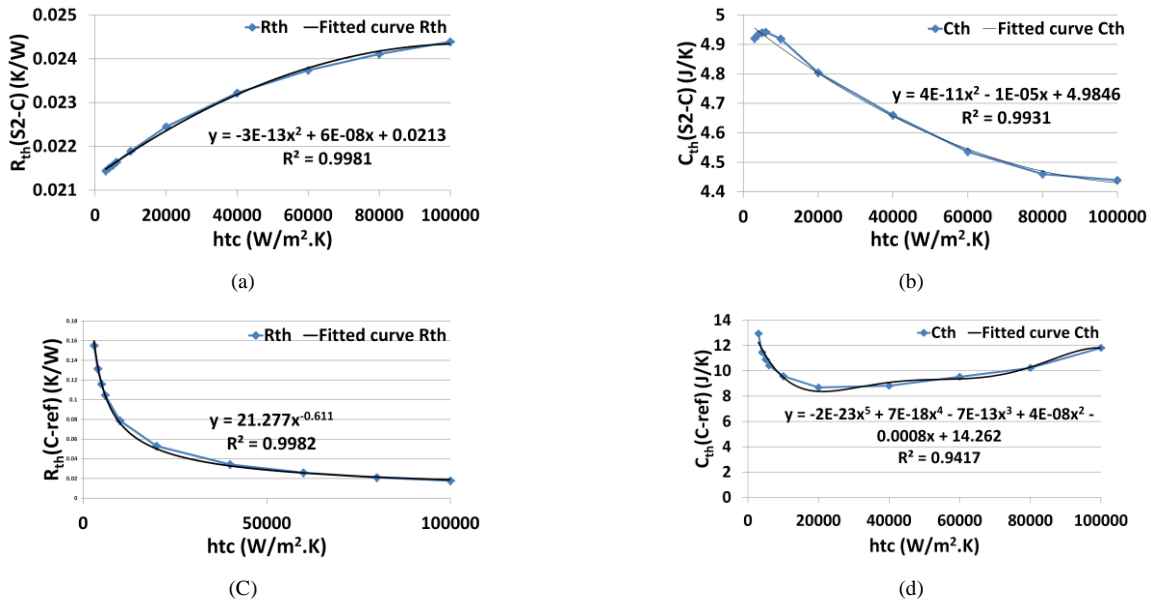 0.025
0.024
0.023
0.022
0.021
R_th(S2-C) (K/W)
Rth Fitted curve Rth
y = -3E-13x² + 6E-08x + 0.0213
R² = 0.9981
0 20000 40000 60000 80000 100000
htc (W/m².K)
(a)
5
4.9
4.8
4.7
4.6
4.5
4.4
C_th(S2-C) (J/K)
Cth Fitted curve Cth
y = 4E-11x² - 1E-05x + 4.9846
R² = 0.9931
0 20000 40000 60000 80000 100000
htc (W/m².K)
(b)
0.18
0.16
0.14
0.12
0.1
0.08
0.06
0.04
0.02
0
R_th(C-ref) (K/W)
Rth Fitted curve Rth
y = 21.277x^-0.611
R² = 0.9982
0 50000 100000
htc (W/m².K)
(C)
14
12
10
8
6
4
2
0
C_th(C-ref) (J/K)
Cth Fitted curve Cth
y = -2E-23x⁵ + 7E-18x⁴ - 7E-13x³ + 4E-08x² -
0.0008x + 14.262
R² = 0.9417
0 20000 40000 60000 80000 100000
htc (W/m².K)
(d)